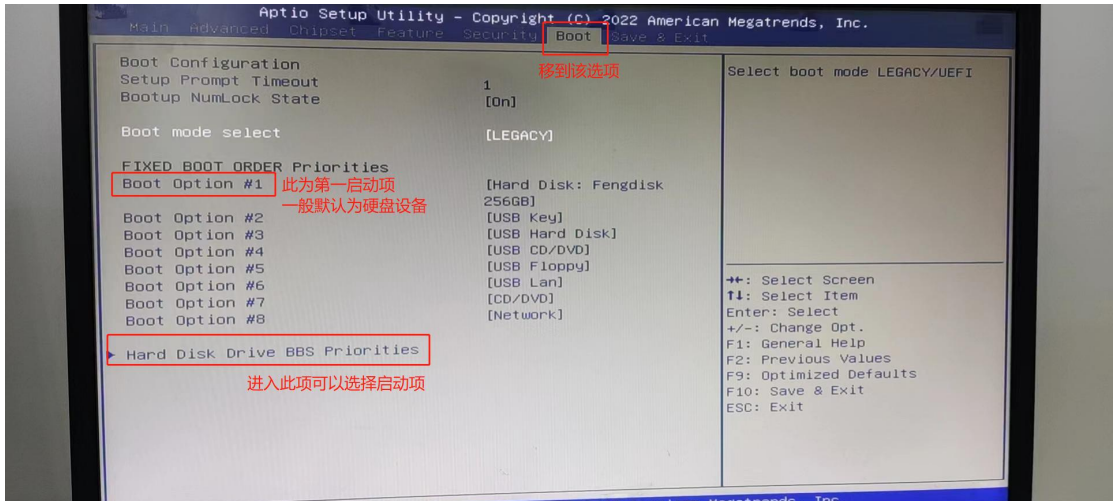 Aptio Setup Utility – Copyright (C) 2022 American Megatrends, Inc.
Main Advanced Chipset Feature Security Boot Save & Exit
移到该选项
Boot Configuration
Setup Prompt Timeout 1
Bootup NumLock State [On]
Boot mode select [LEGACY]
FIXED BOOT ORDER Priorities
Boot Option #1 [Hard Disk: Fengdisk
256GB]
此为第一启动项
一般默认为硬盘设备
Boot Option #2 [USB Key]
Boot Option #3 [USB Hard Disk]
Boot Option #4 [USB CD/DVD]
Boot Option #5 [USB Floppy]
Boot Option #6 [USB Lan]
Boot Option #7 [CD/DVD]
Boot Option #8 [Network]
Hard Disk Drive BBS Priorities
进入此项可以选择启动项
Select boot mode LEGACY/UEFI
→←: Select Screen
↑↓: Select Item
Enter: Select
+/-: Change Opt.
F1: General Help
F2: Previous Values
F9: Optimized Defaults
F10: Save & Exit
ESC: Exit
Megatrends, Inc.